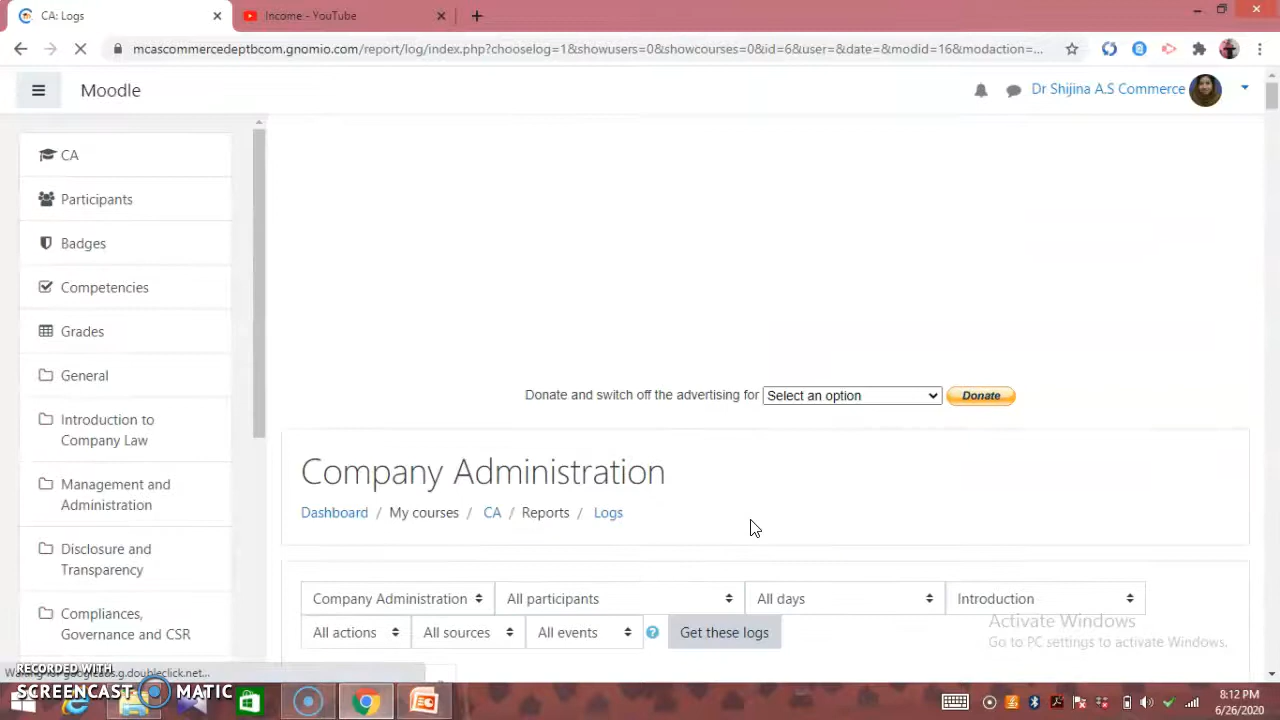 CA: Logs
Income - YouTube
mcascommercedeptbcom.gnomio.com/report/log/index.php?chooselog=1&showusers=0&showcourses=0&id=6&user=&date=&modid=16&modaction=...
Moodle
Dr Shijina A.S Commerce
CA
Participants
Badges
Competencies
Grades
General
Introduction to
Company Law
Management and
Administration
Disclosure and
Transparency
Compliances,
Governance and CSR
Donate and switch off the advertising for Select an option Donate
Company Administration
Dashboard / My courses / CA / Reports / Logs
Company Administration All participants All days Introduction
All actions All sources All events ? Get these logs
Activate Windows
Go to PC settings to activate Windows.
Waiting for googleads.g.doubleclick.net...
RECORDED WITH
SCREENCAST MATIC
8:12 PM
6/26/2020